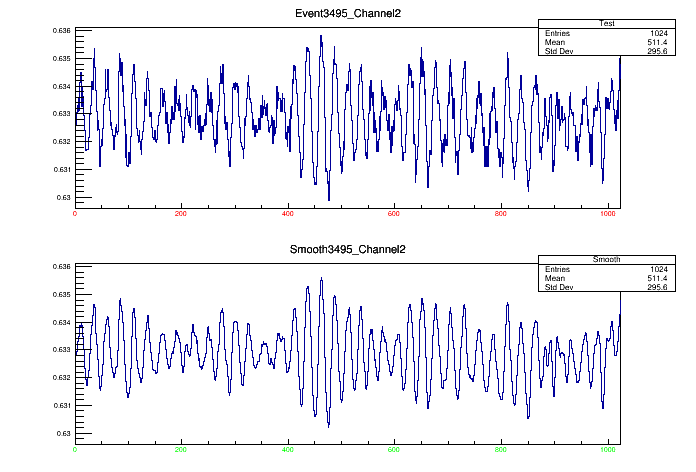 Event3495_Channel2
Test
Entries 1024
Mean 511.4
Std Dev 295.6
0.636
0.635
0.634
0.633
0.632
0.631
0.63
0 200 400 600 800 1000
Smooth3495_Channel2
Smooth
Entries 1024
Mean 511.4
Std Dev 295.6
0.636
0.635
0.634
0.633
0.632
0.631
0.63
0 200 400 600 800 1000